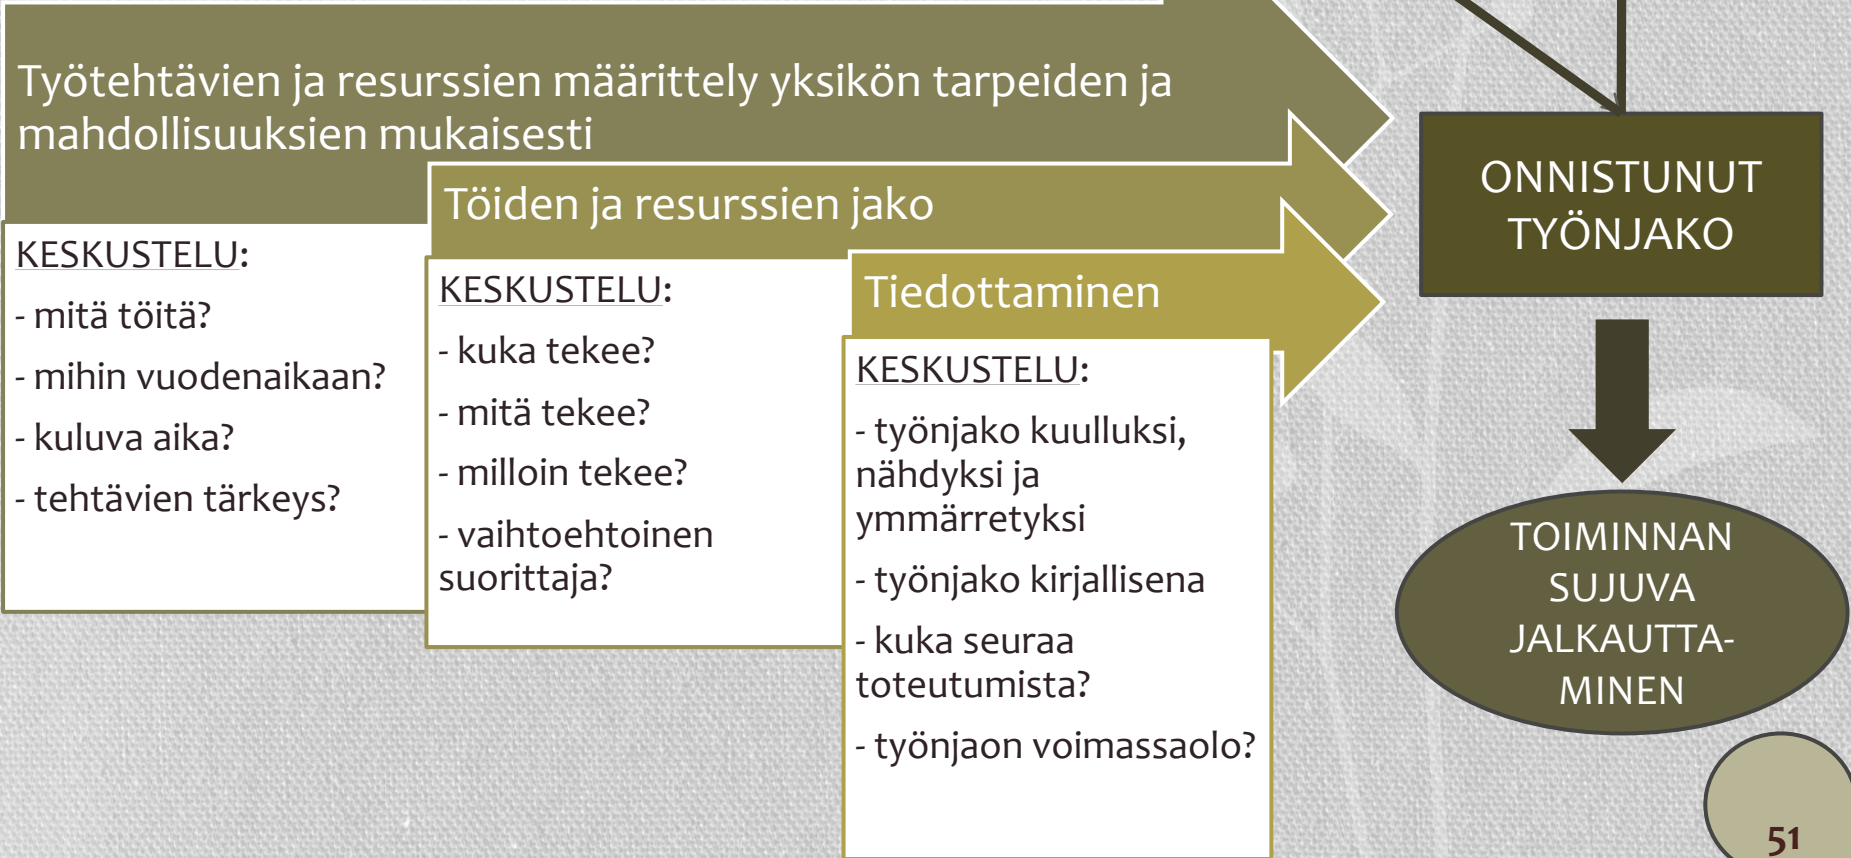 Työtehtävien ja resurssien määrittely yksikön tarpeiden ja
mahdollisuuksien mukaisesti
KESKUSTELU:
- mitä töitä?
- mihin vuodenaikaan?
- kuluva aika?
- tehtävien tärkeys?
Töiden ja resurssien jako
KESKUSTELU:
- kuka tekee?
- mitä tekee?
- milloin tekee?
- vaihtoehtoinen
suorittaja?
Tiedottaminen
KESKUSTELU:
- työnjako kuulluksi,
nähdyksi ja
ymmärretyksi
- työnjako kirjallisena
- kuka seuraa
toteutumista?
- työnjaon voimassaolo?
ONNISTUNUT
TYÖNJAKO
TOIMINNAN
SUJUVA
JALKAUTTA-
MINEN
51